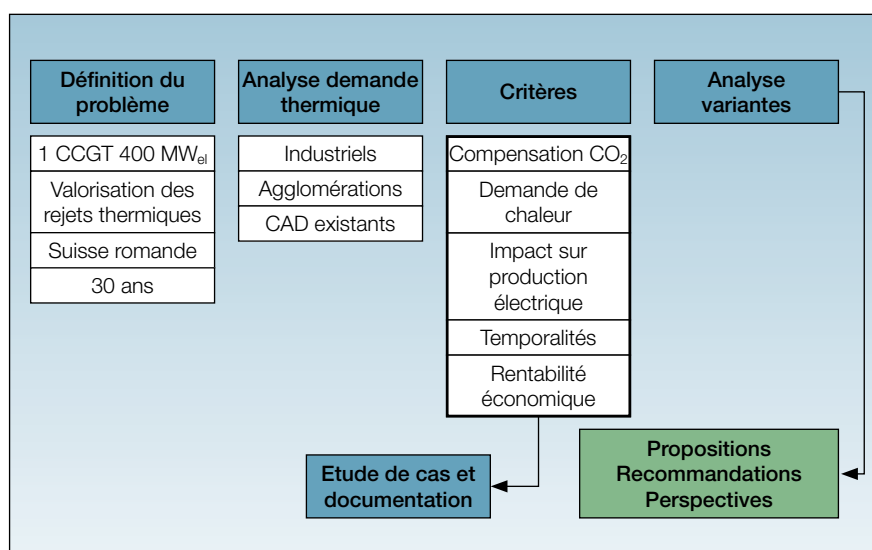 Définition du
problème
1 CCGT 400 MWel
Valorisation des
rejets thermiques
Suisse romande
30 ans
Analyse demande
thermique
Industriels
Agglomérations
CAD existants
Critères
Compensation CO2
Demande de
chaleur
Impact sur
production
électrique
Temporalités
Rentabilité
économique
Analyse
variantes
Etude de cas et
documentation
Propositions
Recommandations
Perspectives